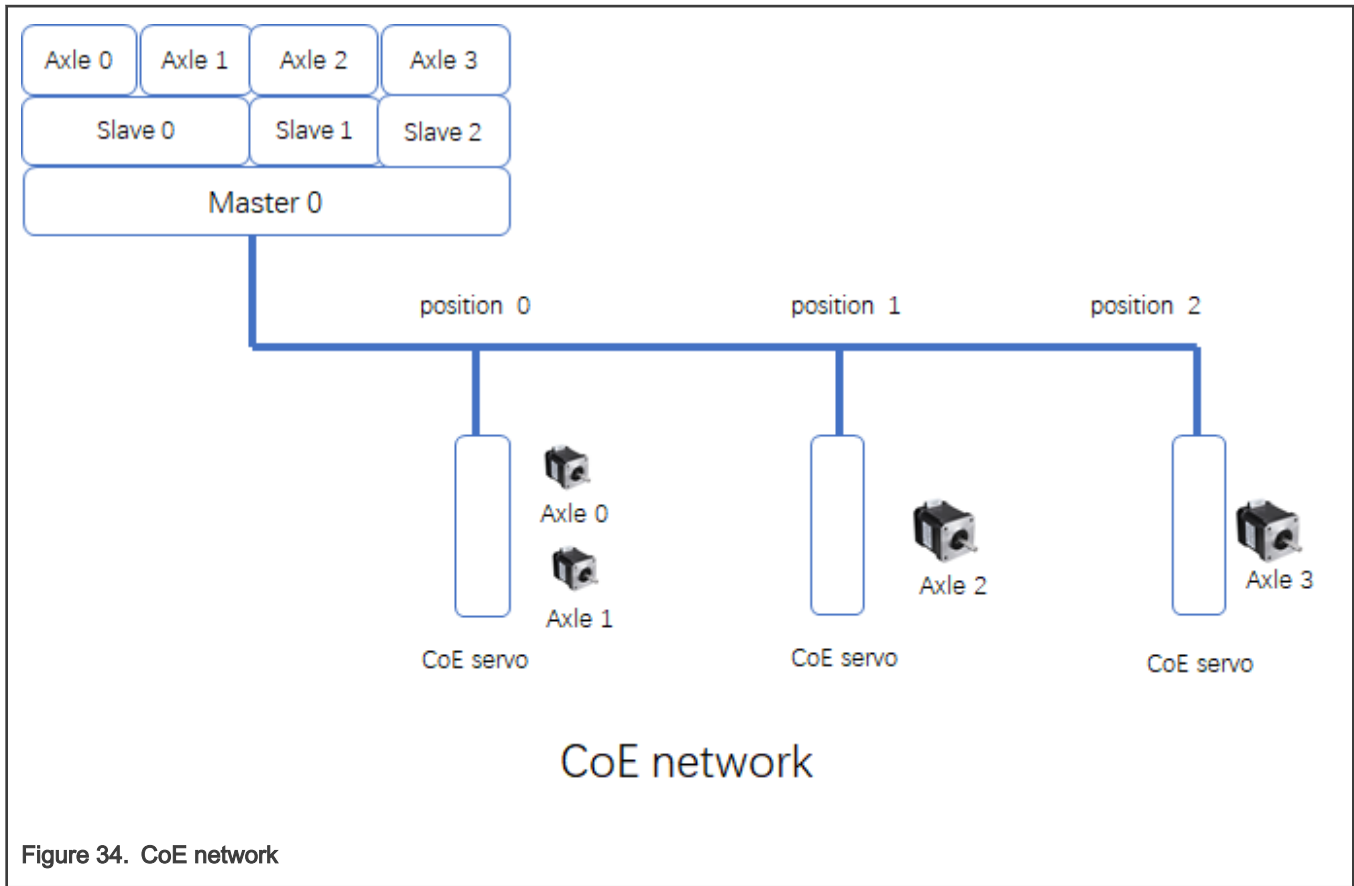 Axle 0 Axle 1 Axle 2 Axle 3
Slave 0 Slave 1 Slave 2
Master 0
position 0 position 1 position 2
Axle 0
Axle 1
Axle 2
Axle 3
CoE servo CoE servo CoE servo
CoE network
Figure 34. CoE network